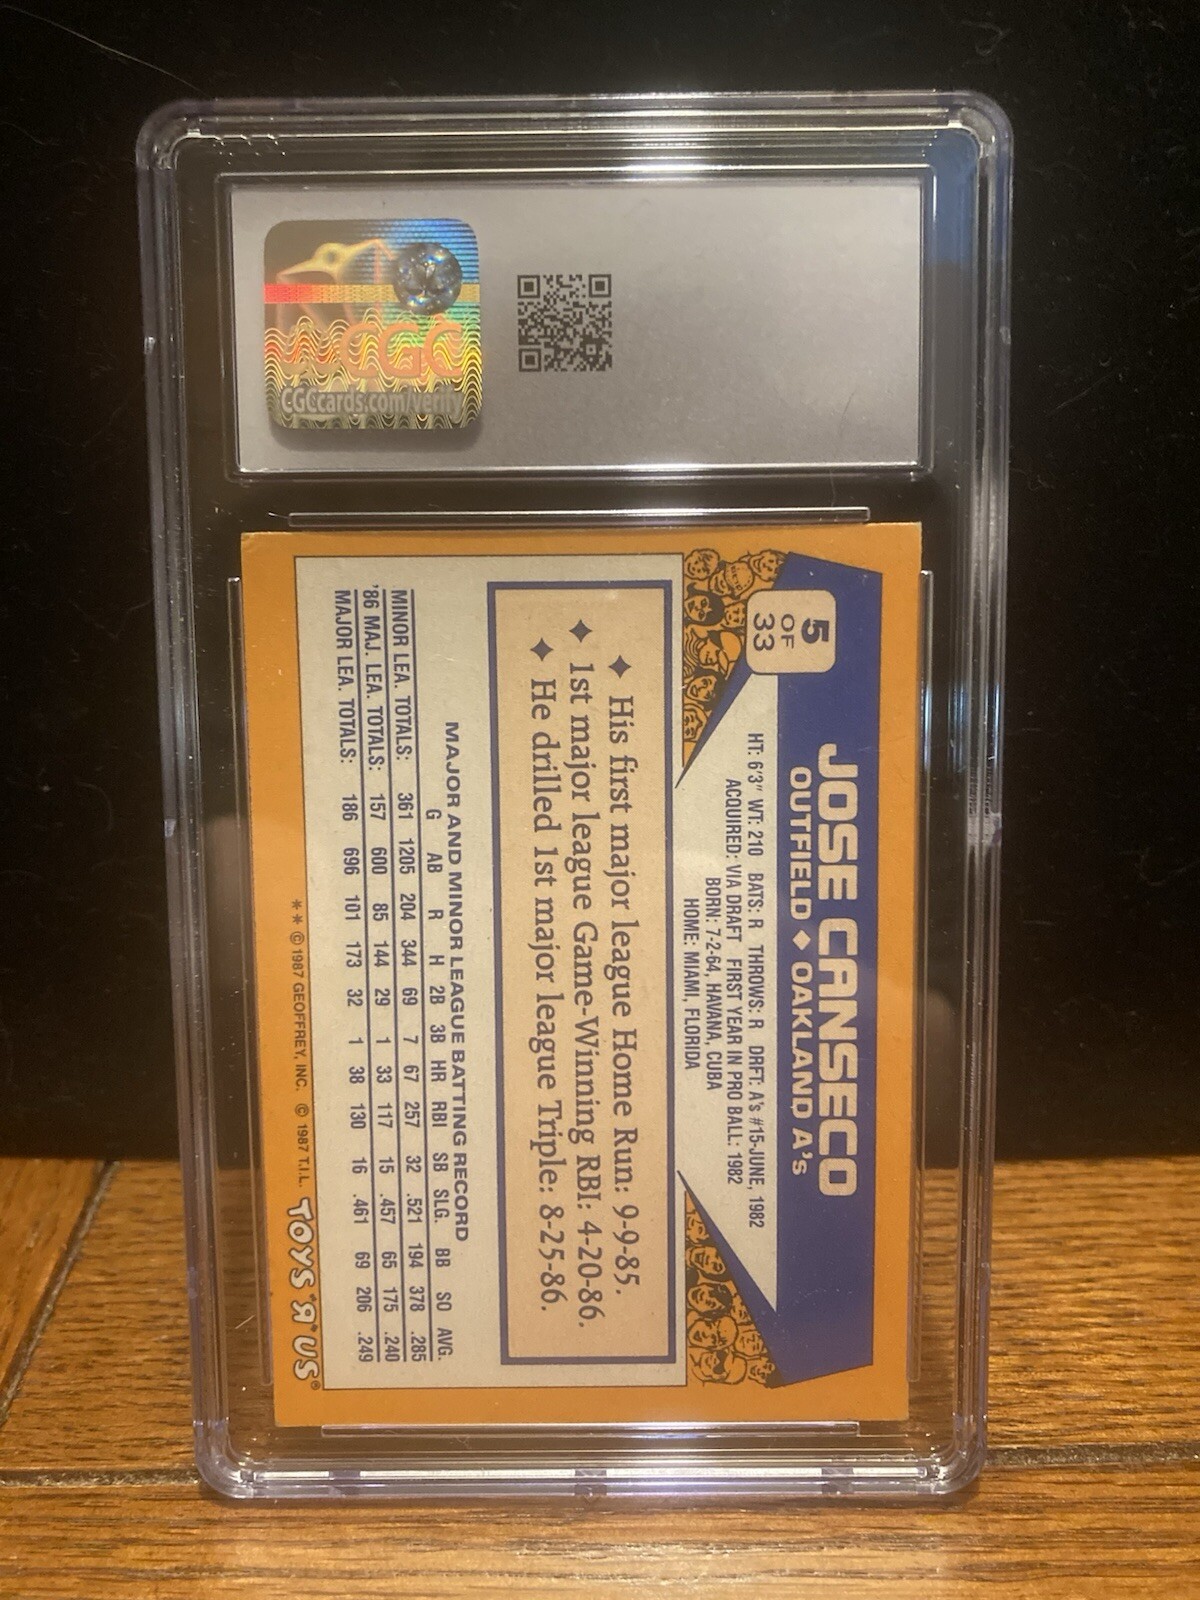 CGC
CGCcards.com/verify
5
OF
33
JOSE CANSECO
OUTFIELD ♦ OAKLAND A's
HT: 6'3" WT: 210 BATS: R THROWS: R DRFT: A's #15-JUNE, 1982
ACQUIRED: VIA DRAFT FIRST YEAR IN PRO BALL: 1982
BORN: 7-2-64, HAVANA, CUBA
HOME: MIAMI, FLORIDA
♦ His first major league Home Run: 9-9-85.
♦ 1st major league Game-Winning RBI: 4-20-86.
♦ He drilled 1st major league Triple: 8-25-86.
MAJOR AND MINOR LEAGUE BATTING RECORD
G AB R H 2B 3B HR RBI SB SLG. BB SO AVG.
MINOR LEA. TOTALS: 361 1205 204 344 69 7 67 257 32 .521 194 378 .285
'86 MAJ. LEA. TOTALS: 157 600 85 144 29 1 33 117 15 .457 65 175 .240
MAJOR LEA. TOTALS: 186 696 101 173 32 1 38 130 16 .461 69 206 .249
** © 1987 GEOFFREY, INC. © 1987 T.I.L. TOYS "R" US®